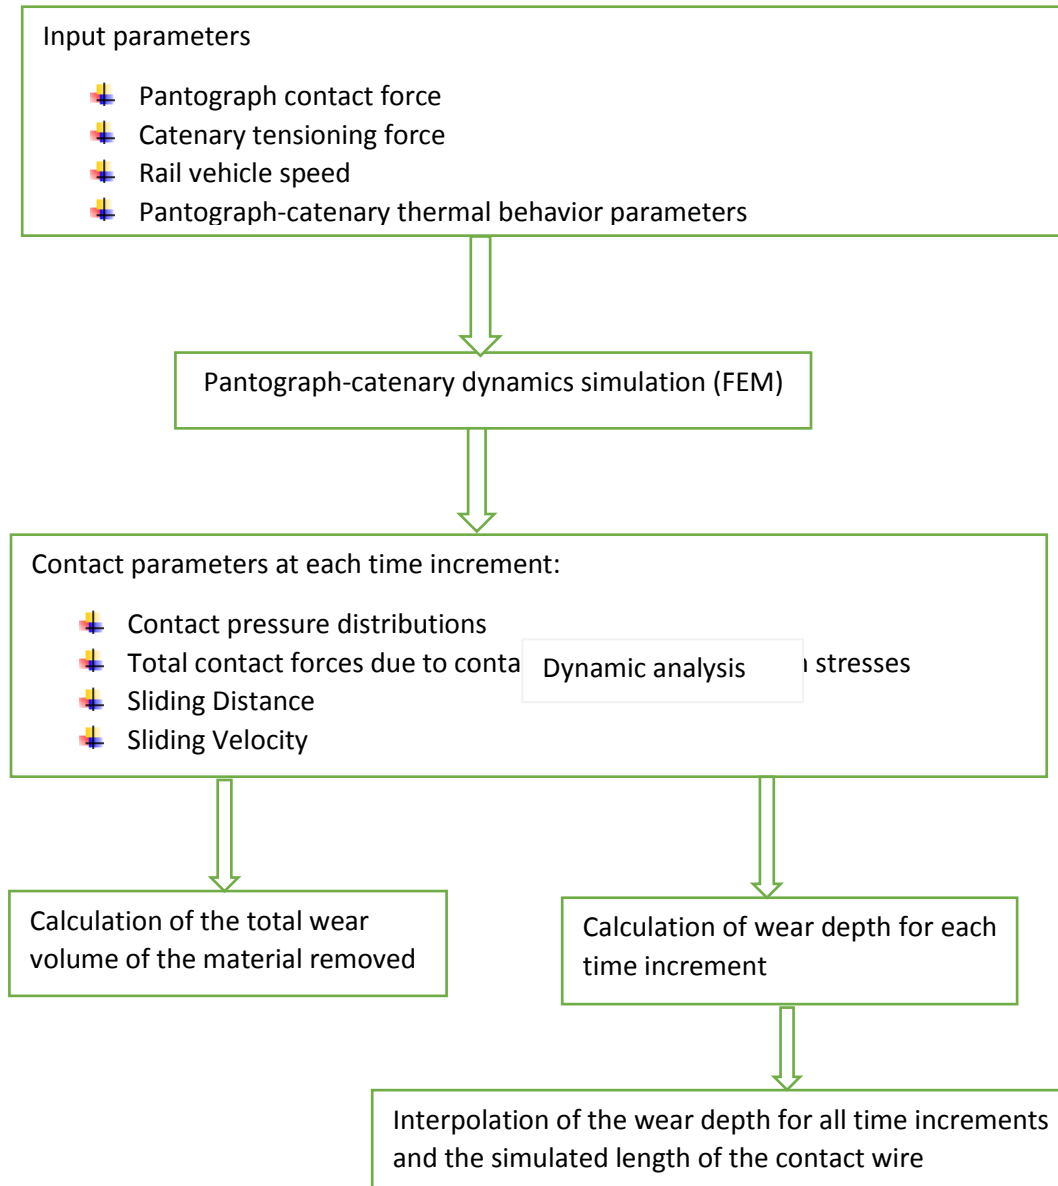 Input parameters
Pantograph contact force
Catenary tensioning force
Rail vehicle speed
Pantograph-catenary thermal behavior parameters
Pantograph-catenary dynamics simulation (FEM)
Contact parameters at each time increment:
Contact pressure distributions
Total contact forces due to stresses
Dynamic analysis
Sliding Distance
Sliding Velocity
Calculation of the total wear
volume of the material removed
Calculation of wear depth for each
time increment
Interpolation of the wear depth for all time increments
and the simulated length of the contact wire